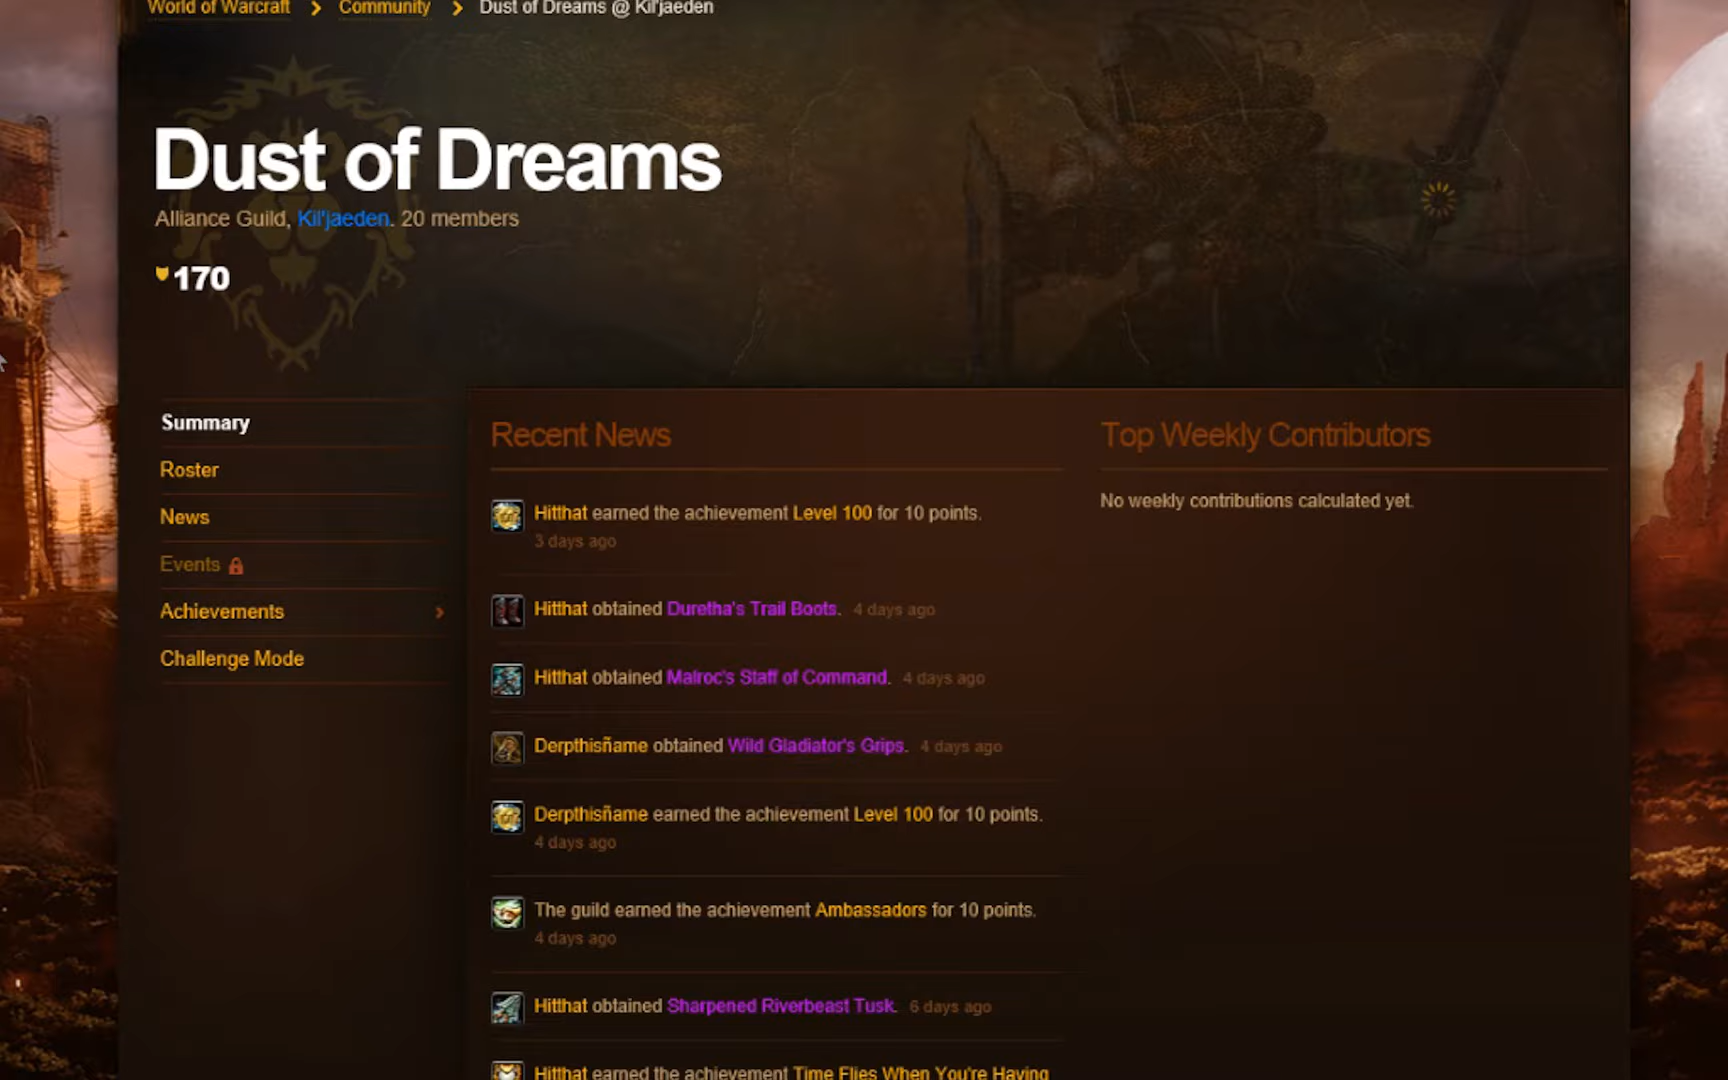 World of Warcraft > Community > Dust of Dreams @ Kil'jaeden
Dust of Dreams
Alliance Guild, Kil'jaeden. 20 members
170
Summary
Roster
News
Events
Achievements
Challenge Mode
Recent News
Hitthat earned the achievement Level 100 for 10 points.
3 days ago
Hitthat obtained Duretha's Trail Boots. 4 days ago
Hitthat obtained Malroc's Staff of Command. 4 days ago
Derpthisñame obtained Wild Gladiator's Grips. 4 days ago
Derpthisñame earned the achievement Level 100 for 10 points.
4 days ago
The guild earned the achievement Ambassadors for 10 points.
4 days ago
Hitthat obtained Sharpened Riverbeast Tusk. 6 days ago
Hitthat earned the achievement Time Flies When You're Having
Top Weekly Contributors
No weekly contributions calculated yet.